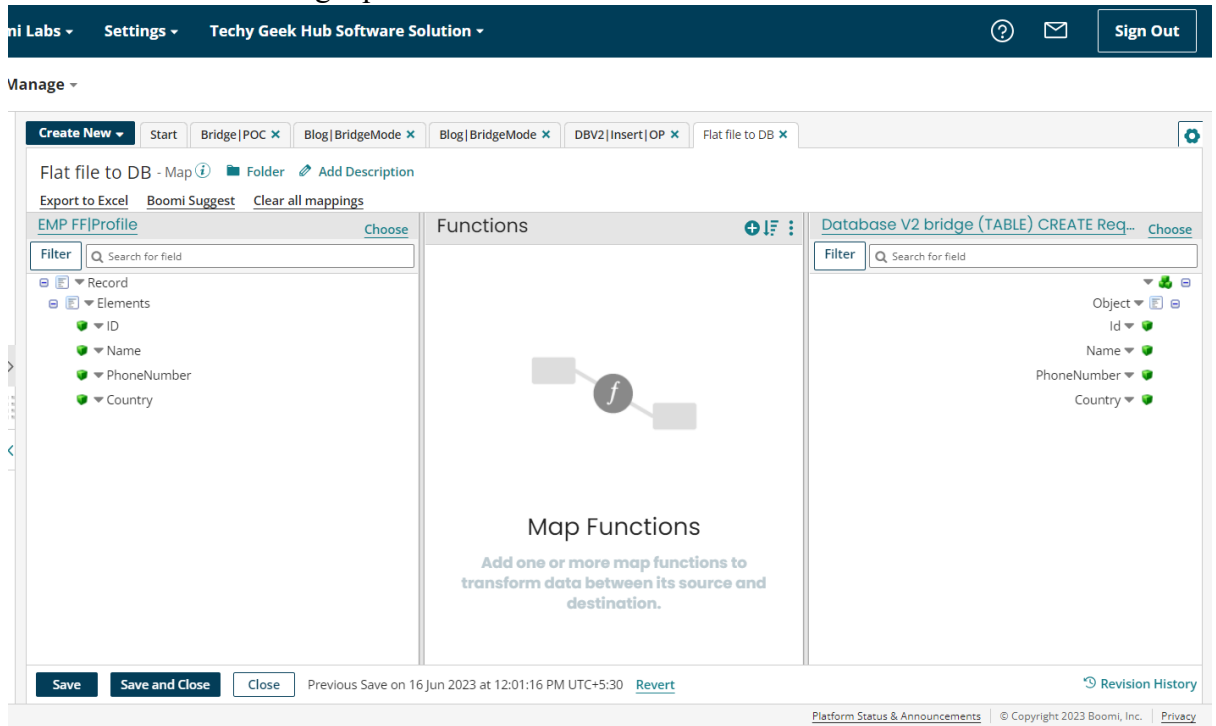 Labs Settings Techy Geek Hub Software Solution Sign Out
Manage
Create New Start Bridge|POC Blog|BridgeMode Blog|BridgeMode DBV2|Insert|OP Flat file to DB
Flat file to DB - Map Folder Add Description
Export to Excel Boomi Suggest Clear all mappings
EMP FF|Profile Choose
Filter Search for field
Record
Elements
ID
Name
PhoneNumber
Country
Functions
Map Functions
Add one or more map functions to
transform data between its source and
destination.
Database V2 bridge (TABLE) CREATE Req... Choose
Filter Search for field
Object
Id
Name
PhoneNumber
Country
Save Save and Close Close Previous Save on 16 Jun 2023 at 12:01:16 PM UTC+5:30 Revert Revision History
Platform Status & Announcements © Copyright 2023 Boomi, Inc. Privacy